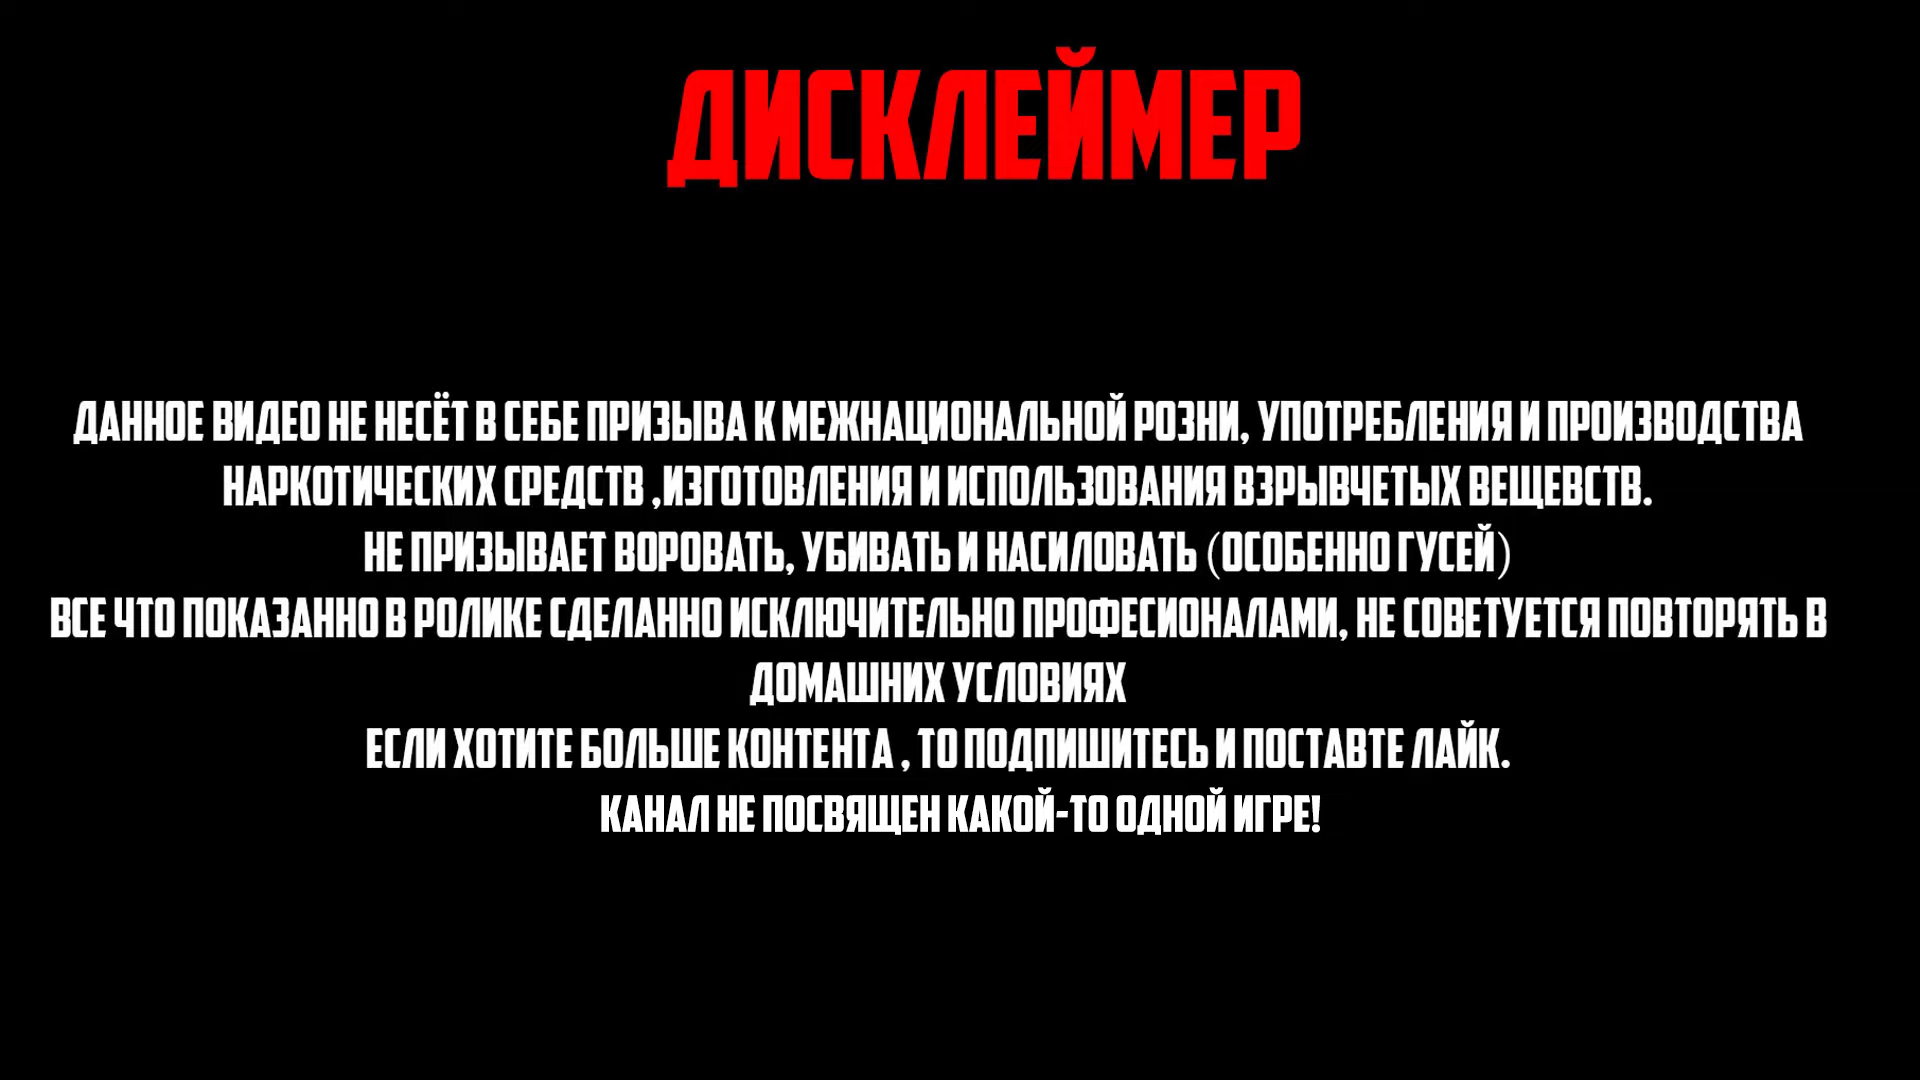 ДИСКЛЕЙМЕР
ДАННОЕ ВИДЕО НЕ НЕСЁТ В СЕБЕ ПРИЗЫВА К МЕЖНАЦИОНАЛЬНОЙ РОЗНИ, УПОТРЕБЛЕНИЯ И ПРОИЗВОДСТВА
НАРКОТИЧЕСКИХ СРЕДСТВ ,ИЗГОТОВЛЕНИЯ И ИСПОЛЬЗОВАНИЯ ВЗРЫВЧЕТЫХ ВЕЩЕВСТВ.
НЕ ПРИЗЫВАЕТ ВОРОВАТЬ, УБИВАТЬ И НАСИЛОВАТЬ (ОСОБЕННО ГУСЕЙ)
ВСЕ ЧТО ПОКАЗАННО В РОЛИКЕ СДЕЛАННО ИСКЛЮЧИТЕЛЬНО ПРОФЕСИОНАЛАМИ, НЕ СОВЕТУЕТСЯ ПОВТОРЯТЬ В
ДОМАШНИХ УСЛОВИЯХ
ЕСЛИ ХОТИТЕ БОЛЬШЕ КОНТЕНТА , ТО ПОДПИШИТЕСЬ И ПОСТАВТЕ ЛАЙК.
КАНАЛ НЕ ПОСВЯЩЕН КАКОЙ-ТО ОДНОЙ ИГРЕ!